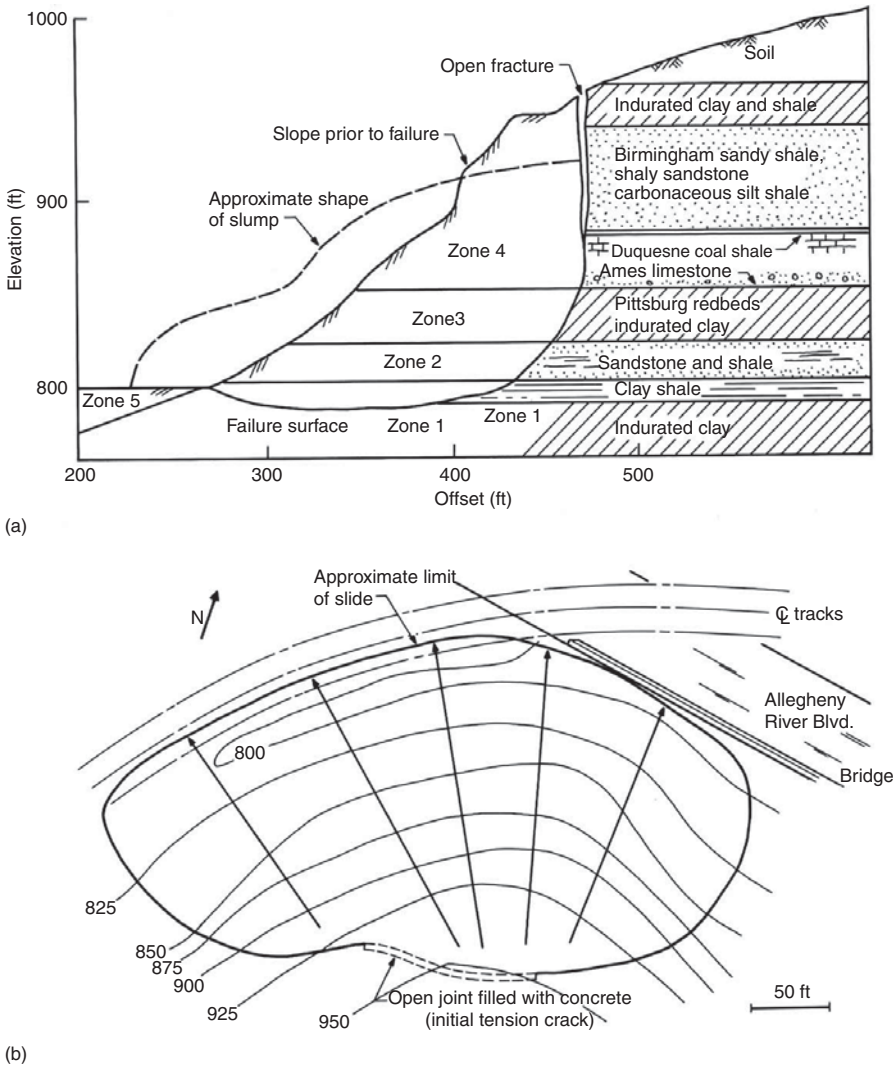 1000
Soil
Open fracture
Indurated clay and shale
Slope prior to failure
Birmingham sandy shale,
shaly sandstone
carbonaceous silt shale
Approximate shape
of slump
900
Elevation (ft)
Zone 4
Duquesne coal shale
Ames limestone
Zone3
Pittsburg redbeds
indurated clay
Zone 2
Sandstone and shale
800
Clay shale
Zone 5
Failure surface
Zone 1
Zone 1
Indurated clay
200
300
400
500
Offset (ft)
(a)
Approximate limit
of slide
N
℄ tracks
Allegheny
River Blvd.
800
Bridge
825
850
875
900
925
950
Open joint filled with concrete
(initial tension crack)
50 ft
(b)